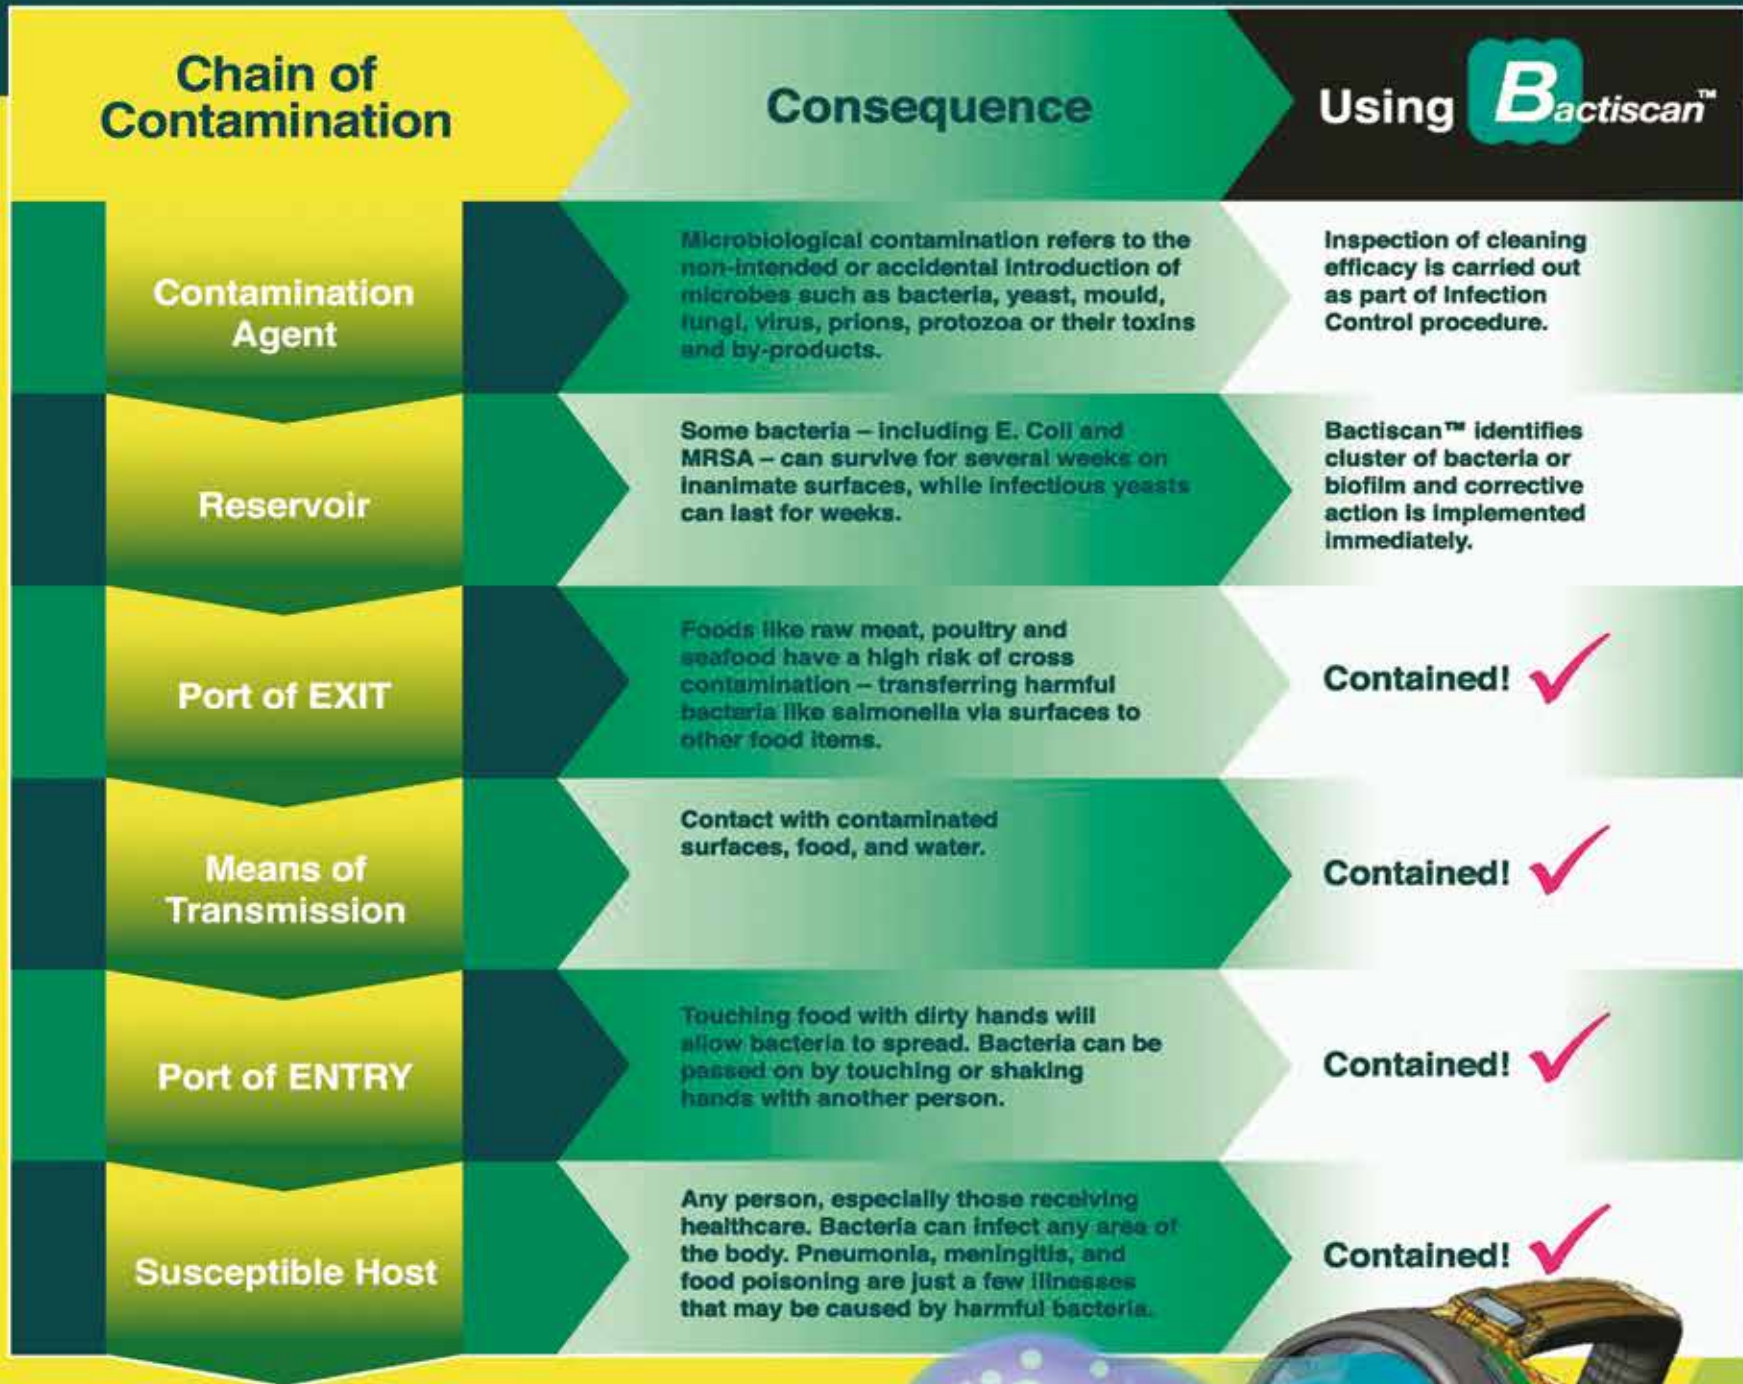 Chain of
Contamination
Consequence
Using Bactiscan™
Contamination
Agent
Microbiological contamination refers to the
non-intended or accidental introduction of
microbes such as bacteria, yeast, mould,
fungi, virus, prions, protozoa or their toxins
and by-products.
Inspection of cleaning
efficacy is carried out
as part of Infection
Control procedure.
Reservoir
Some bacteria – including E. Coli and
MRSA – can survive for several weeks on
inanimate surfaces, while infectious yeasts
can last for weeks.
Bactiscan™ identifies
cluster of bacteria or
biofilm and corrective
action is implemented
immediately.
Port of EXIT
Foods like raw meat, poultry and
seafood have a high risk of cross
contamination – transferring harmful
bacteria like salmonella via surfaces to
other food items.
Contained!
Means of
Transmission
Contact with contaminated
surfaces, food, and water.
Contained!
Port of ENTRY
Touching food with dirty hands will
allow bacteria to spread. Bacteria can be
passed on by touching or shaking
hands with another person.
Contained!
Susceptible Host
Any person, especially those receiving
healthcare. Bacteria can infect any area of
the body. Pneumonia, meningitis, and
food poisoning are just a few illnesses
that may be caused by harmful bacteria.
Contained!